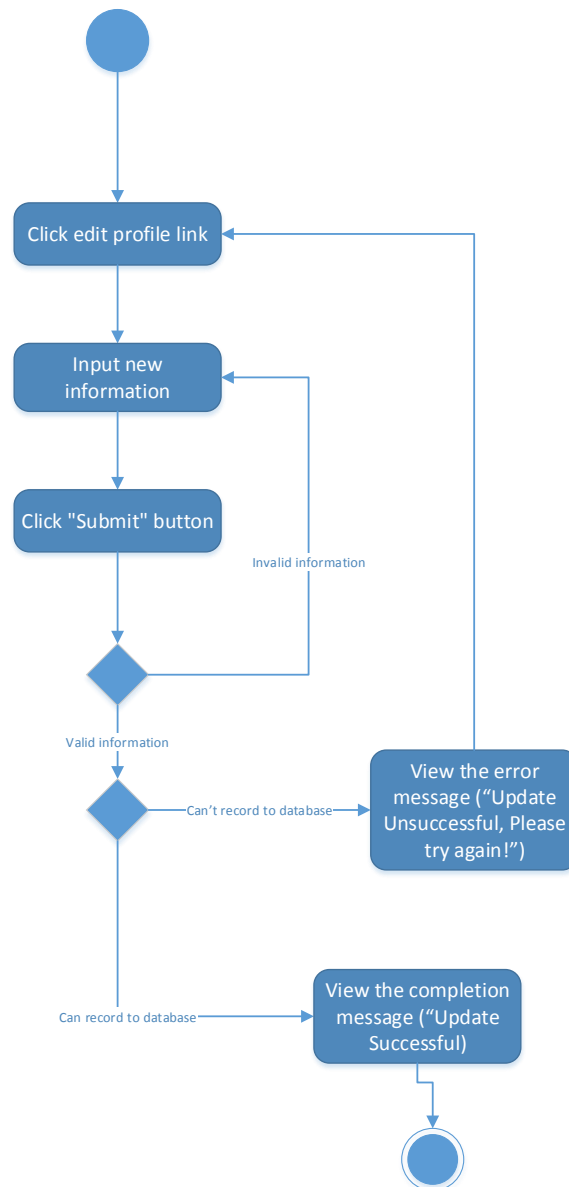 Click edit profile link
Input new
information
Click "Submit" button
Invalid information
Valid information
View the error
message (“Update
Unsuccessful, Please
try again!”)
Can’t record to database
View the completion
message (“Update
Successful)
Can record to database